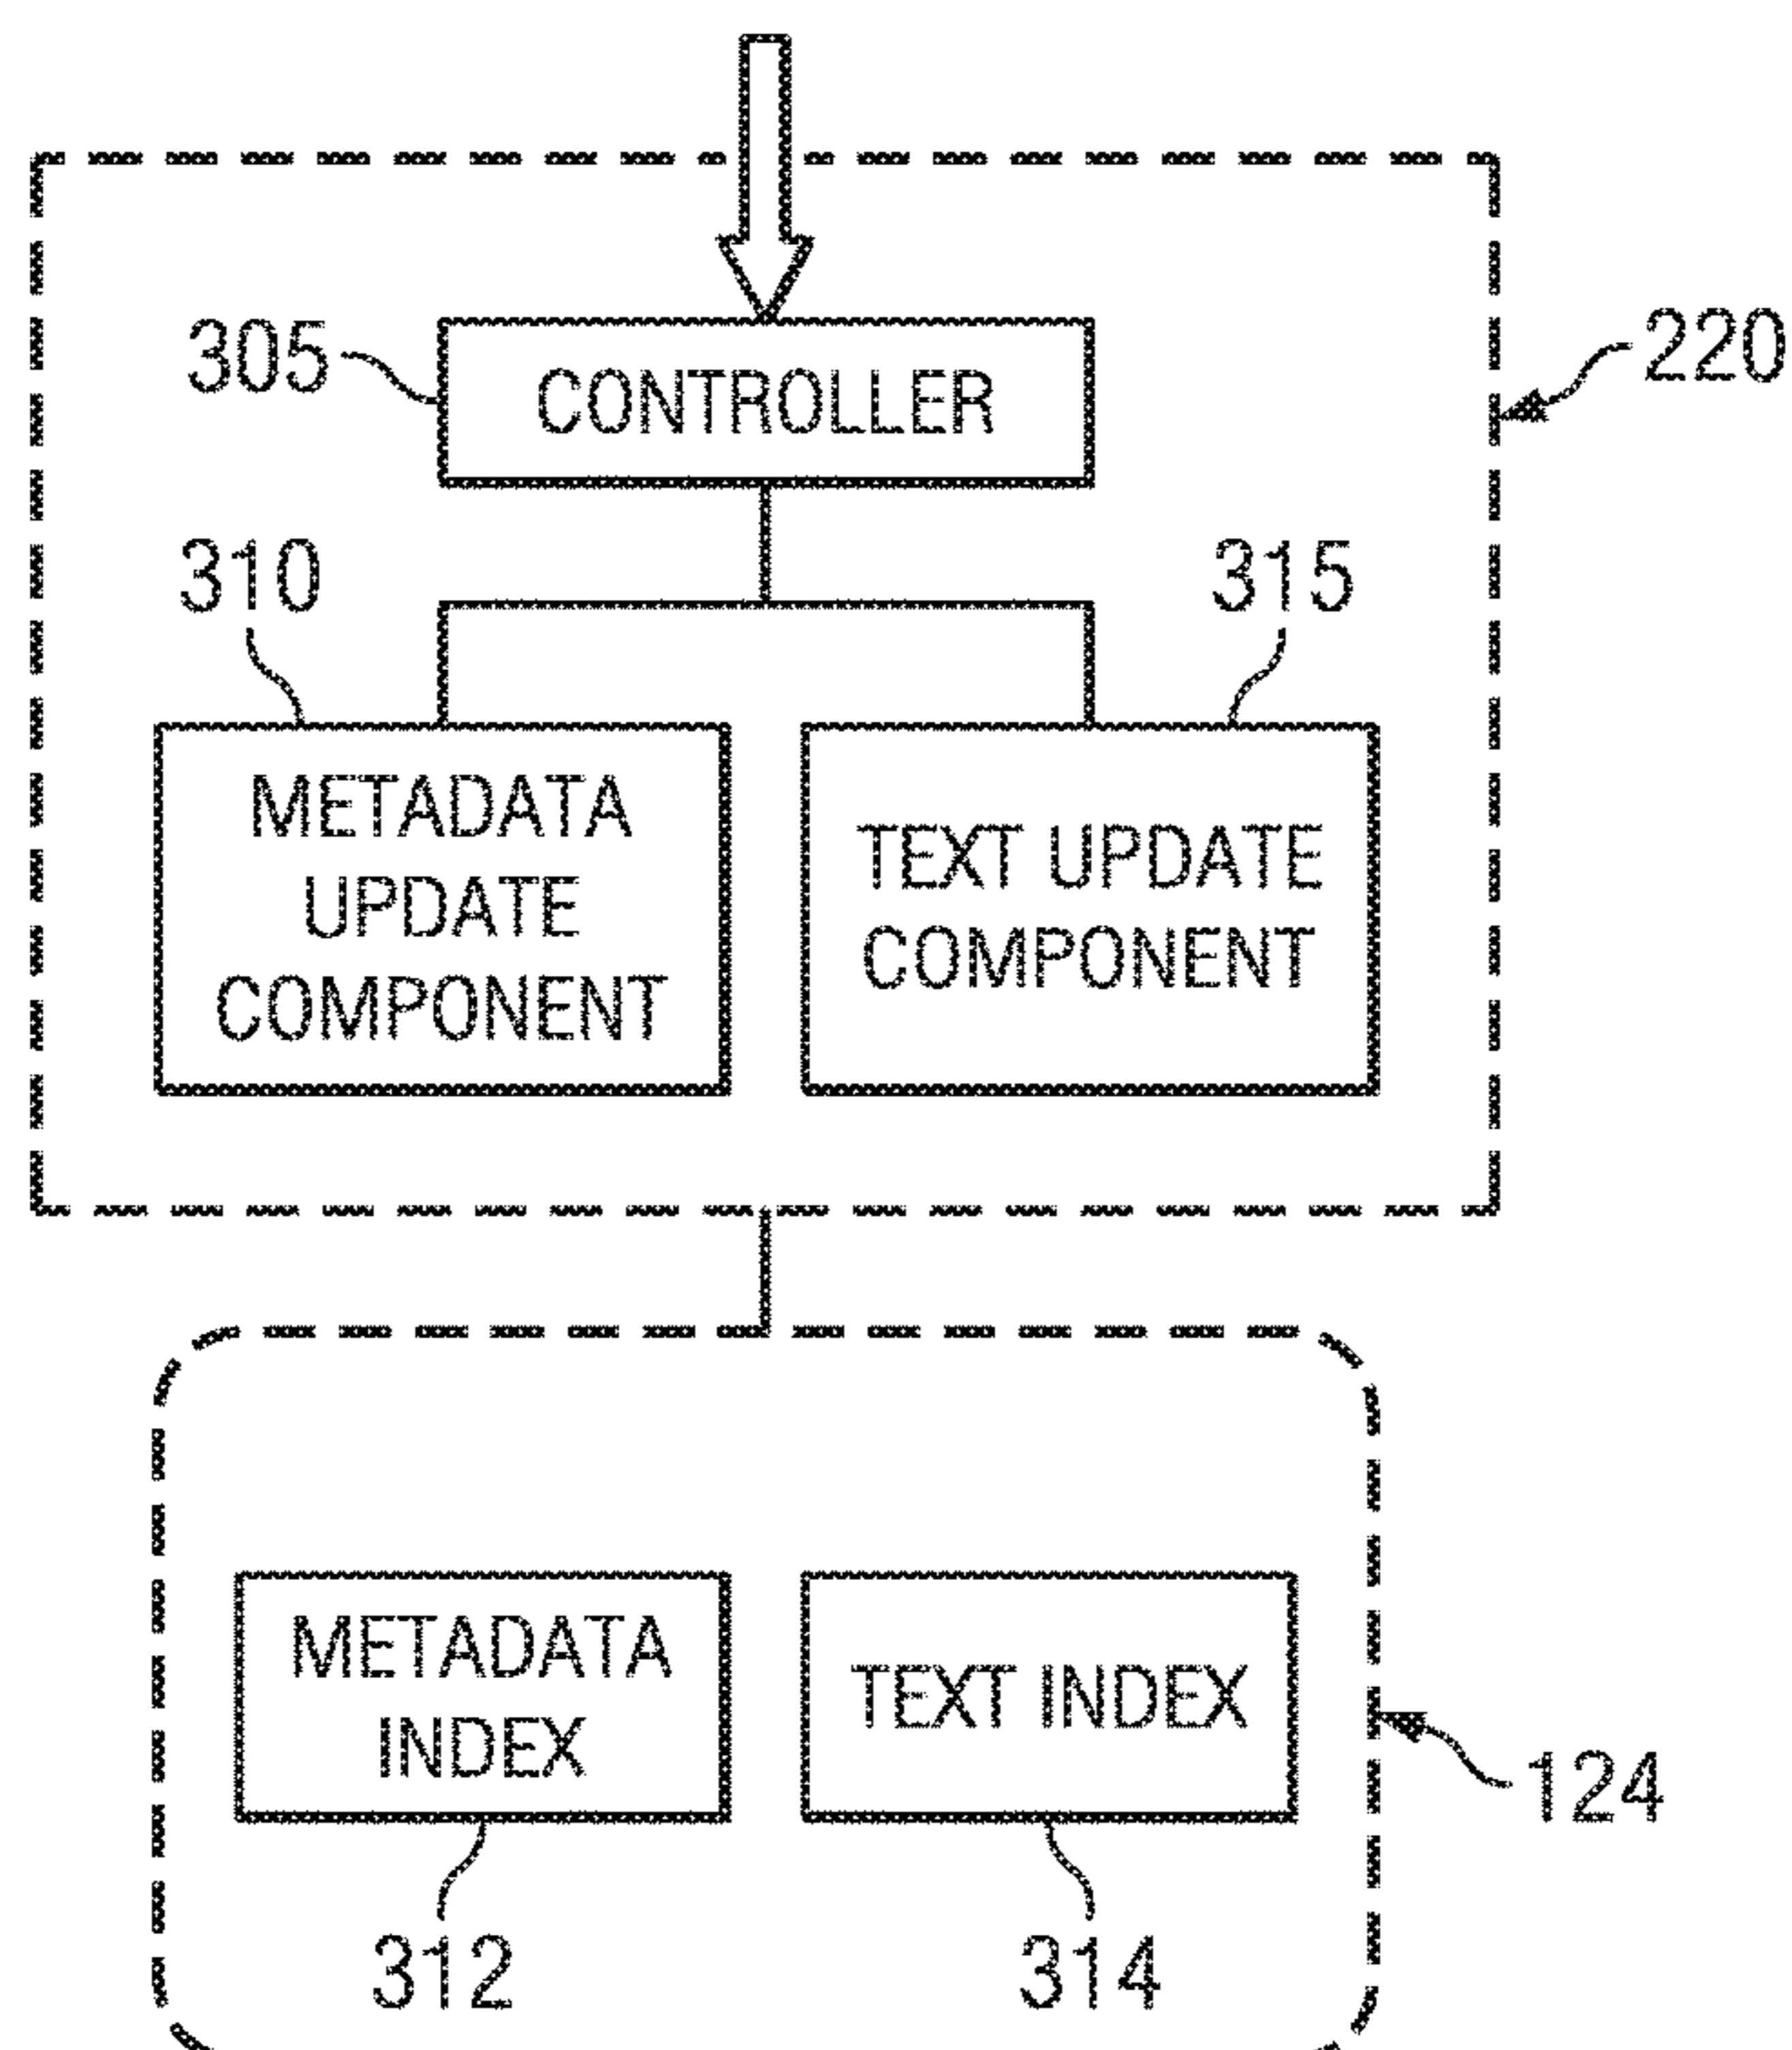 305
CONTROLLER
220
310
315
METADATA
UPDATE
COMPONENT
TEXT UPDATE
COMPONENT
METADATA
INDEX
TEXT INDEX
124
312
314